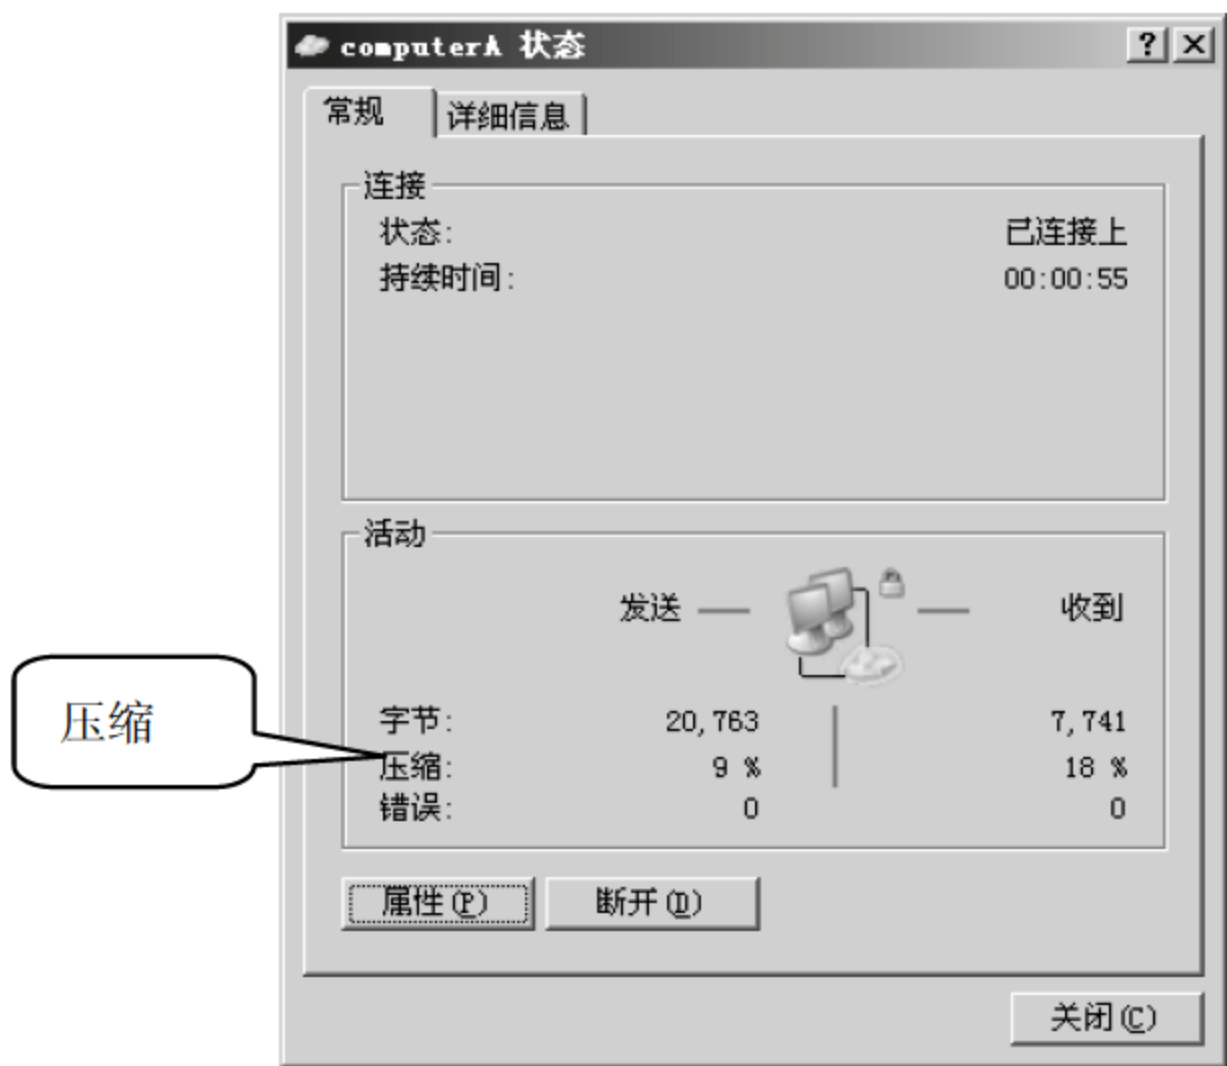 computerA 状态
常规 详细信息
连接
状态: 已连接上
持续时间: 00:00:55
活动
发送 收到
压缩
字节: 20,763 7,741
压缩: 9 % 18 %
错误: 0 0
属性(P) 断开(D)
关闭(C)